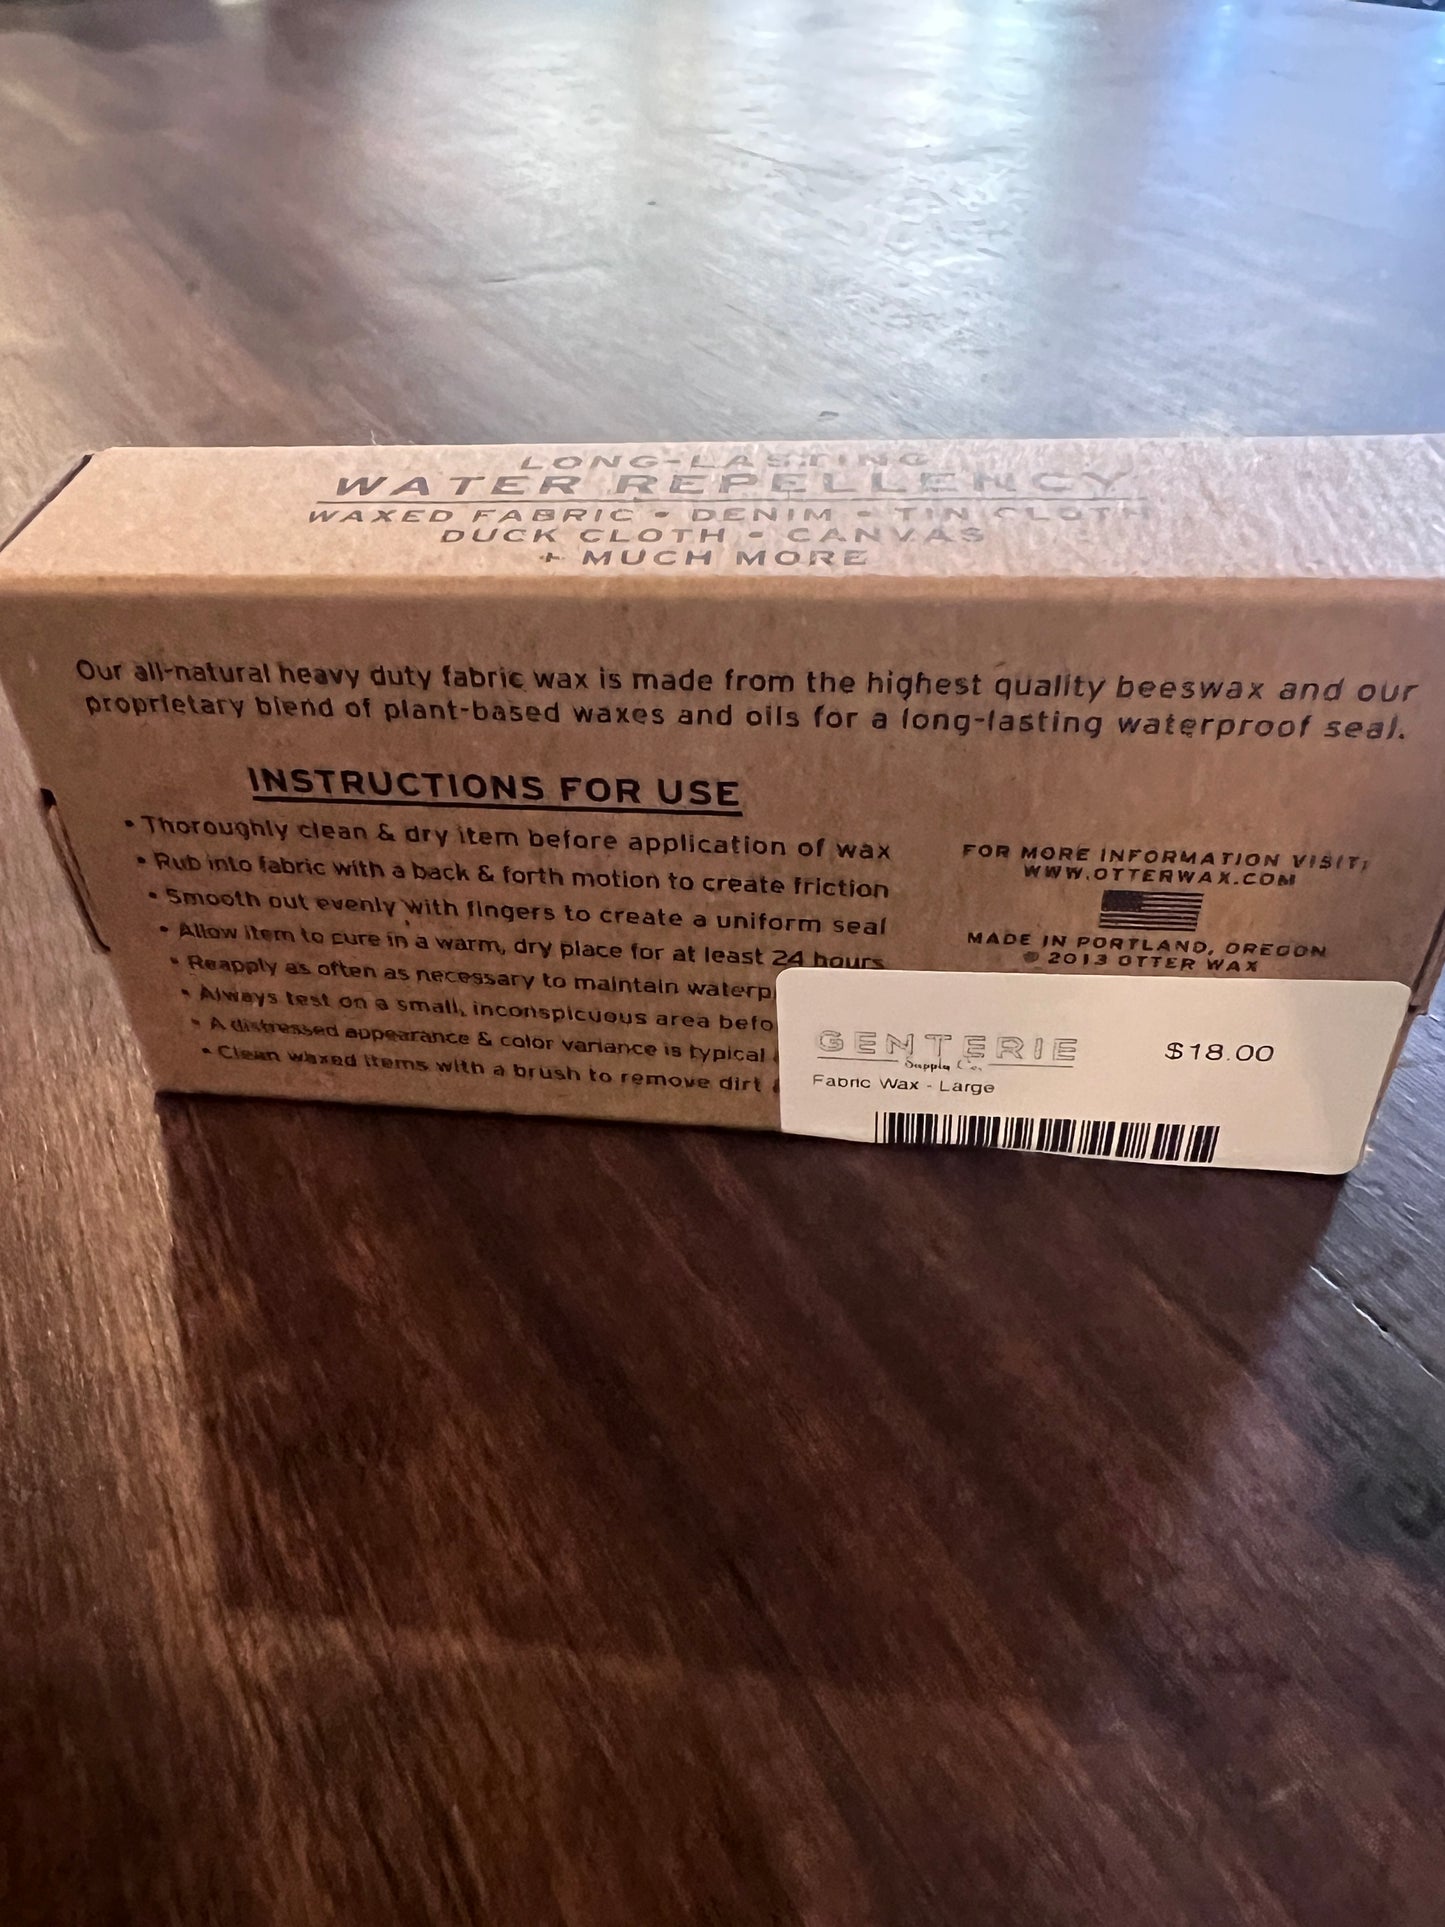 LONG-LASTING
WATER REPELLENCY
WAXED FABRIC • DENIM • TIN CLOTH
DUCK CLOTH • CANVAS
+ MUCH MORE
Our all-natural heavy duty fabric wax is made from the highest quality beeswax and our
proprietary blend of plant-based waxes and oils for a long-lasting waterproof seal.
INSTRUCTIONS FOR USE
• Thoroughly clean & dry item before application of wax
• Rub into fabric with a back & forth motion to create friction
• Smooth out evenly with fingers to create a uniform seal
• Allow item to cure in a warm, dry place for at least 24 hours
• Reapply as often as necessary to maintain waterp
• Always test on a small, inconspicuous area befo
• A distressed appearance & color variance is typical
• Clean waxed items with a brush to remove dirt
FOR MORE INFORMATION VISIT:
WWW.OTTERWAX.COM
MADE IN PORTLAND, OREGON
© 2013 OTTER WAX
GENTERIE
Supply Co.
$18.00
Fabric Wax - Large